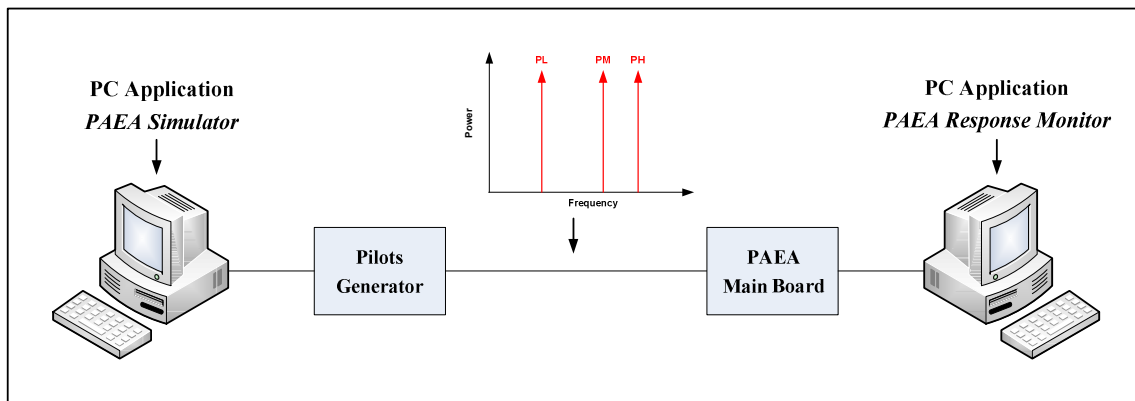 PC Application
PAEA Simulator
Power
PL
PM
PH
Frequency
PC Application
PAEA Response Monitor
Pilots
Generator
PAEA
Main Board